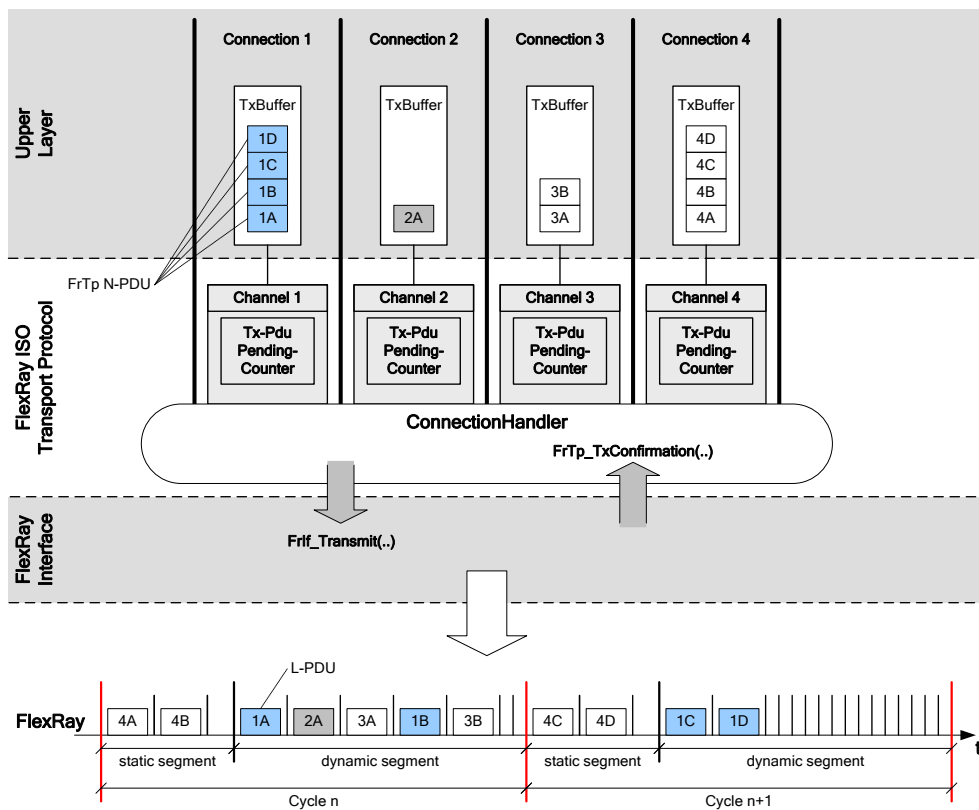 Connection 1
Connection 2
Connection 3
Connection 4
Upper
Layer
TxBuffer
TxBuffer
TxBuffer
TxBuffer
1D
1C
1B
1A
2A
3B
3A
4D
4C
4B
4A
FrTp N-PDU
FlexRay ISO
Transport Protocol
Channel 1
Channel 2
Channel 3
Channel 4
Tx-Pdu
Pending-
Counter
Tx-Pdu
Pending-
Counter
Tx-Pdu
Pending-
Counter
Tx-Pdu
Pending-
Counter
ConnectionHandler
FrTp_TxConfirmation(..)
FlexRay
Interface
FrIf_Transmit(..)
L-PDU
FlexRay
4A
4B
1A
2A
3A
1B
3B
4C
4D
1C
1D
t
static segment
dynamic segment
static segment
dynamic segment
Cycle n
Cycle n+1